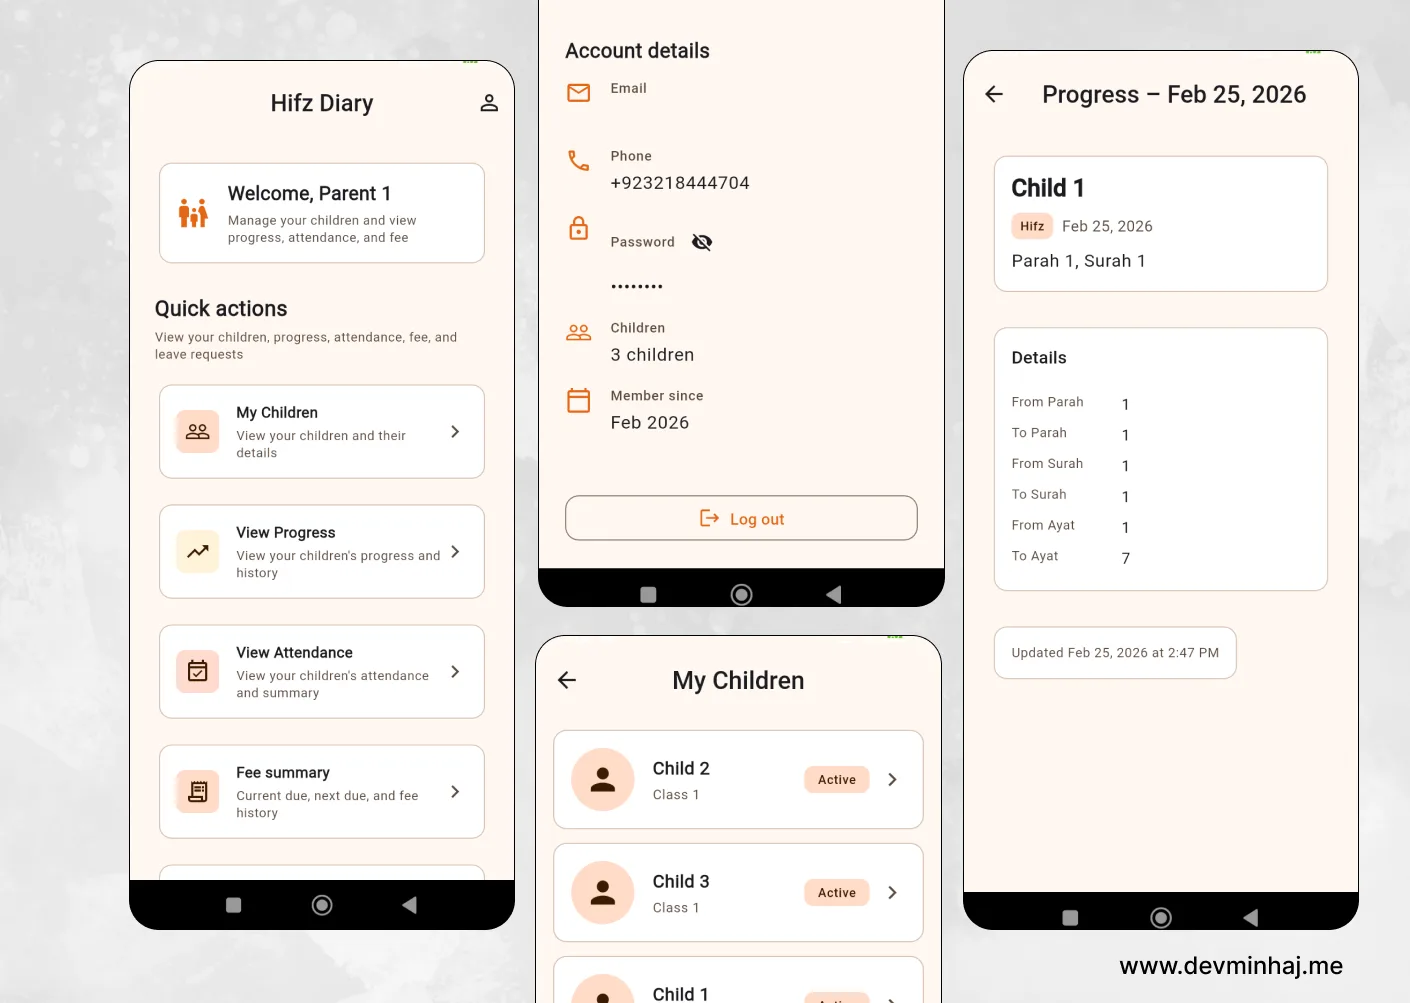 Hifz Diary
Welcome, Parent 1
Manage your children and view
progress, attendance, and fee
Quick actions
View your children, progress, attendance, fee, and
leave requests
My Children
View your children and their
details
View Progress
View your children's progress and
history
View Attendance
View your children's attendance
and summary
Fee summary
Current due, next due, and fee
history
Account details
Email
Phone
+923218444704
Password
Children
3 children
Member since
Feb 2026
Log out
My Children
Child 2
Class 1
Active
Child 3
Class 1
Active
Child 1
Progress – Feb 25, 2026
Child 1
Hifz Feb 25, 2026
Parah 1, Surah 1
Details
From Parah 1
To Parah 1
From Surah 1
To Surah 1
From Ayat 1
To Ayat 7
Updated Feb 25, 2026 at 2:47 PM
www.devminhaj.me